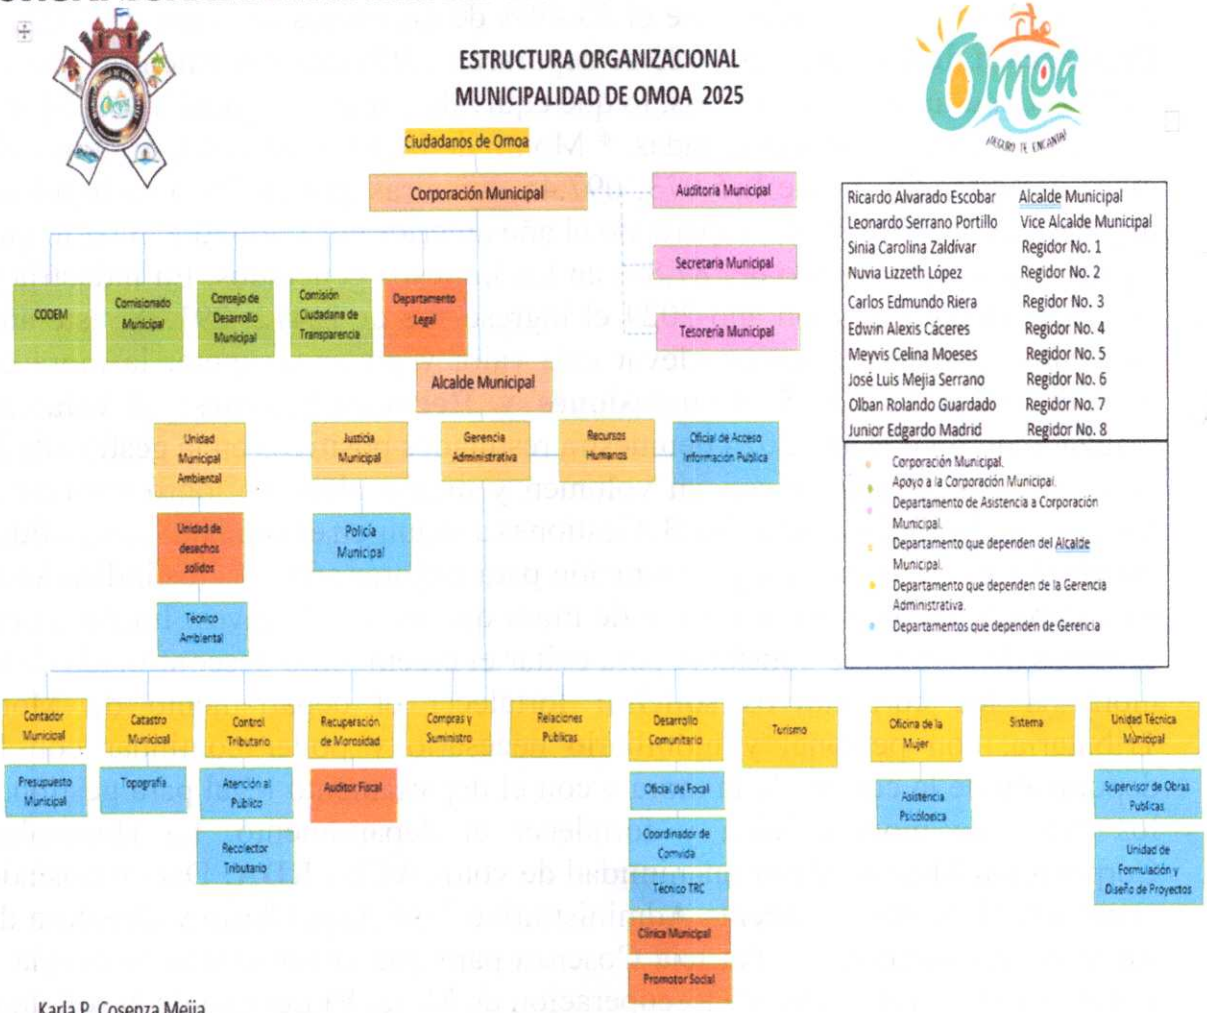 ESTRUCTURA ORGANIZACIONAL
MUNICIPALIDAD DE OMOA 2025
Omoa
¡SEGURO TE ENCANTA!
Ciudadanos de Omoa
Corporación Municipal
Auditoria Municipal
Secretaria Municipal
Tesorería Municipal
CODEM
Comisionado
Municipal
Consejo de
Desarrollo
Municipal
Comisión
Ciudadana de
Transparencia
Departamento
Legal
Alcalde Municipal
Ricardo Alvarado Escobar Alcalde Municipal
Leonardo Serrano Portillo Vice Alcalde Municipal
Sinia Carolina Zaldívar Regidor No. 1
Nuvia Lizzeth López Regidor No. 2
Carlos Edmundo Riera Regidor No. 3
Edwin Alexis Cáceres Regidor No. 4
Meyvis Celina Moeses Regidor No. 5
José Luis Mejia Serrano Regidor No. 6
Olban Rolando Guardado Regidor No. 7
Junior Edgardo Madrid Regidor No. 8
Corporación Municipal.
Apoyo a la Corporación Municipal.
Departamento de Asistencia a Corporación
Municipal.
Departamento que dependen del Alcalde
Municipal.
Departamento que dependen de la Gerencia
Administrativa.
Departamentos que dependen de Gerencia
Unidad
Municipal
Ambiental
Justicia
Municipal
Gerencia
Administrativa
Recursos
Humanos
Oficial de Acceso
Información Publica
Unidad de
desechos
solidos
Policía
Municipal
Técnico
Ambiental
Contador
Municipal
Catastro
Municipal
Control
Tributario
Recuperación
de Morosidad
Compras y
Suministro
Relaciones
Publicas
Desarrollo
Comunitario
Turismo
Oficina de la
Mujer
Sistema
Unidad Técnica
Municipal
Presupuesto
Municipal
Topografía
Atención al
Publico
Recolector
Tributario
Auditor Fiscal
Oficial de Focal
Coordinador de
Comvida
Técnico TRC
Clínica Municipal
Promotor Social
Asistencia
Psicologica
Supervisor de Obras
Publicas
Unidad de
Formulación y
Diseño de Proyectos
Karla P. Cosenza Mejia